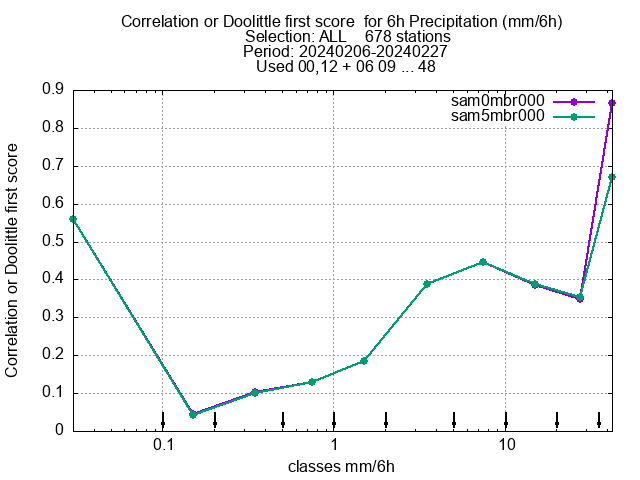 Correlation or Doolittle first score  for 6h Precipitation (mm/6h)
Selection: ALL    678 stations
Period: 20240206-20240227
Used 00,12 + 06 09 ... 48
sam0mbr000
sam5mbr000
0.9
0.8
0.7
0.6
0.5
0.4
0.3
0.2
0.1
0
Correlation or Doolittle first score
0.1
1
10
classes mm/6h